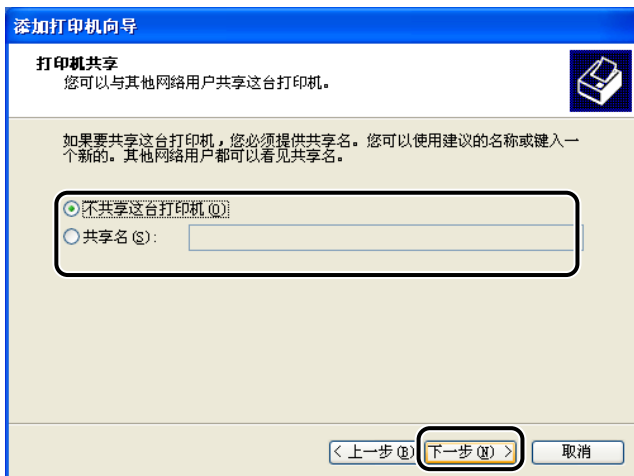 添加打印机向导
打印机共享
您可以与其他网络用户共享这台打印机。
如果要共享这台打印机，您必须提供共享名。您可以使用建议的名称或键入一
个新的。其他网络用户都可以看见共享名。
不共享这台打印机(O)
共享名(S):
< 上一步(B) 下一步(N) > 取消